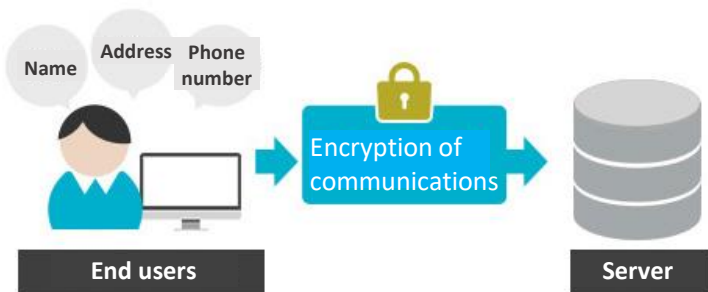 Name
Address
Phone
number
Encryption of
communications
End users
Server